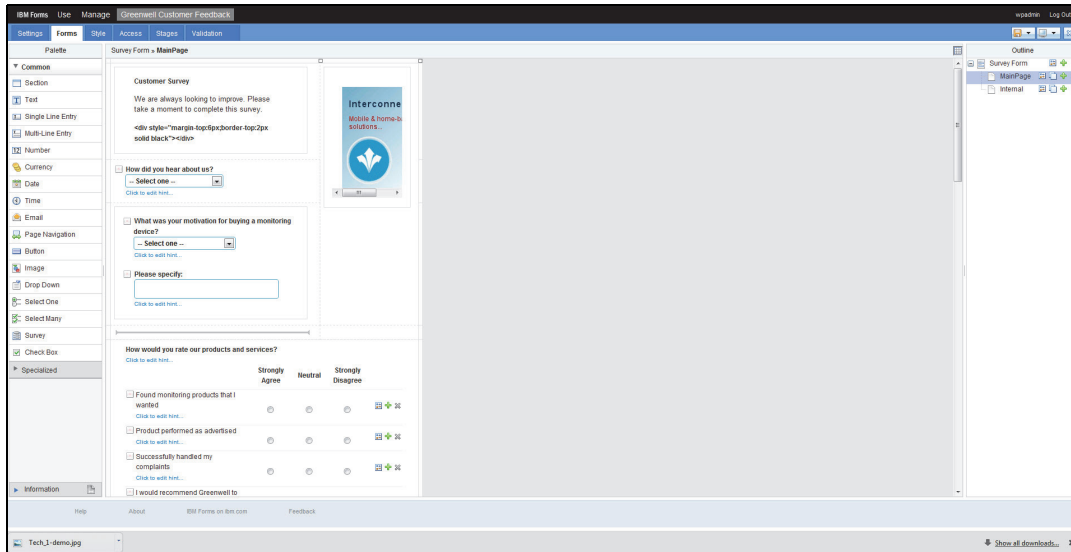 IBM Forms Use Manage Greenwell Customer Feedback wpadmin Log Out
Settings Forms Style Access Stages Validation
Palette
Survey Form » MainPage
Outline
Common
Section
Text
Single Line Entry
Multi-Line Entry
Number
Currency
Date
Time
Email
Page Navigation
Button
Image
Drop Down
Select One
Select Many
Survey
Check Box
Specialized
Information
Customer Survey
We are always looking to improve. Please
take a moment to complete this survey.
<div style="margin-top:6px;border-top:2px
solid black"></div>
Interconne
Mobile & home-ba
solutions...
How did you hear about us?
-- Select one --
Click to edit hint...
What was your motivation for buying a monitoring
device?
-- Select one --
Click to edit hint...
Please specify:
Click to edit hint...
How would you rate our products and services?
Click to edit hint...
Strongly
Agree
Neutral
Strongly
Disagree
Found monitoring products that I
wanted
Click to edit hint...
Product performed as advertised
Click to edit hint...
Successfully handled my
complaints
Click to edit hint...
I would recommend Greenwell to
Survey Form
MainPage
Internal
Help About IBM Forms on ibm.com Feedback
Tech_1-demo.jpg
Show all downloads...